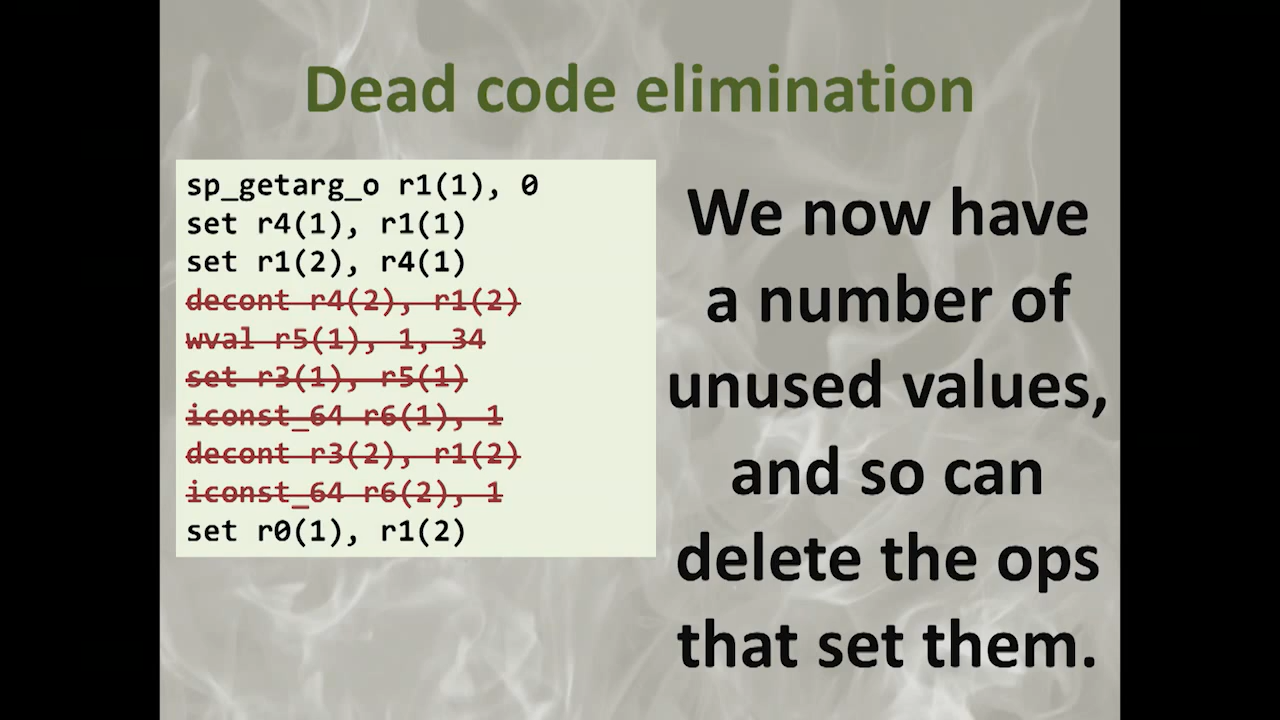 Dead code elimination
sp_getarg_o r1(1), 0
set r4(1), r1(1)
set r1(2), r4(1)
decont r4(2), r1(2)
wval r5(1), 1, 34
set r3(1), r5(1)
iconst_64 r6(1), 1
decont r3(2), r1(2)
iconst_64 r6(2), 1
set r0(1), r1(2)
We now have
a number of
unused values,
and so can
delete the ops
that set them.